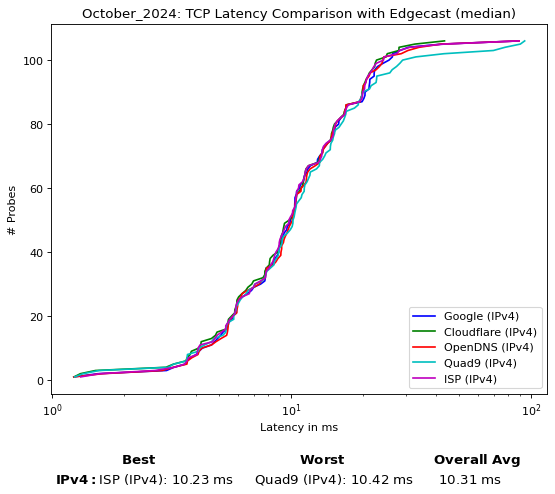 October_2024: TCP Latency Comparison with Edgecast (median)
100
80
60
40
20
0
# Probes
10⁰
10¹
10²
Latency in ms
Google (IPv4)
Cloudflare (IPv4)
OpenDNS (IPv4)
Quad9 (IPv4)
ISP (IPv4)
Best Worst Overall Avg
IPv4: ISP (IPv4): 10.23 ms Quad9 (IPv4): 10.42 ms 10.31 ms